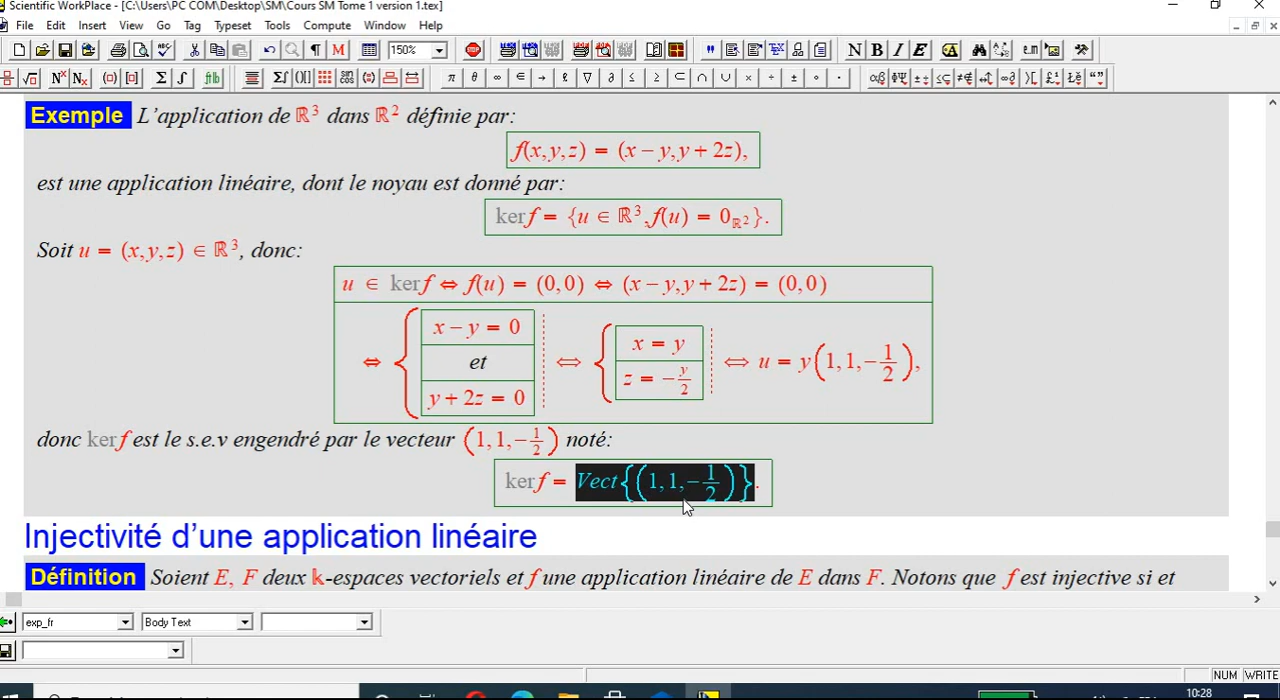 Scientific WorkPlace - [C:\Users\PC COM\Desktop\SM\Cours SM Tome 1 version 1.tex]
File Edit Insert View Go Tag Typeset Tools Compute Window Help
150%
Exemple L'application de ℝ³ dans ℝ² définie par:
f(x,y,z) = (x − y,y + 2z),
est une application linéaire, dont le noyau est donné par:
ker f = {u ∈ ℝ³,f(u) = 0_ℝ²}.
Soit u = (x,y,z) ∈ ℝ³, donc:
u ∈ ker f ⇔ f(u) = (0,0) ⇔ (x − y,y + 2z) = (0,0)
⇔ { x − y = 0 et y + 2z = 0 ⇔ { x = y z = −y/2 ⇔ u = y(1,1,−1/2),
donc ker f est le s.e.v engendré par le vecteur (1,1,−1/2) noté:
ker f = Vect{(1,1,−1/2)}.
Injectivité d'une application linéaire
Définition Soient E, F deux 𝕜-espaces vectoriels et f une application linéaire de E dans F. Notons que f est injective si et
exp_fr Body Text
NUM WRITE
10:28